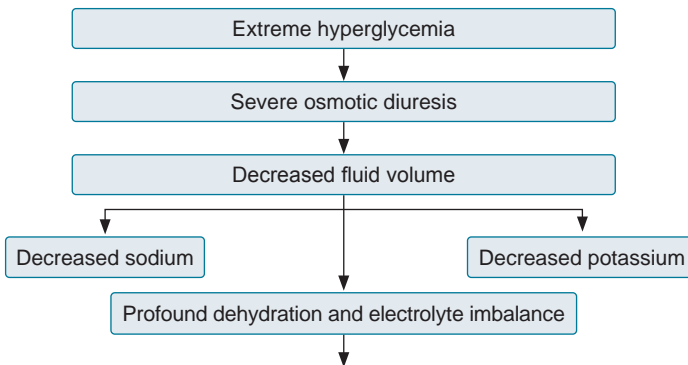 Extreme hyperglycemia
Severe osmotic diuresis
Decreased fluid volume
Decreased sodium
Decreased potassium
Profound dehydration and electrolyte imbalance